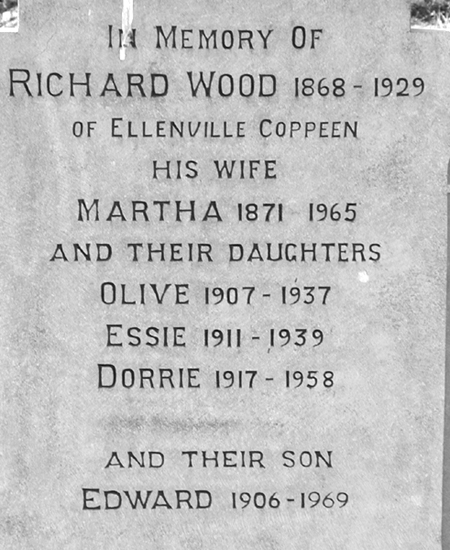 In Memory Of
Richard Wood 1868 - 1929
of Ellenville Coppeen
his wife
Martha 1871 1965
and their daughters
Olive 1907 - 1937
Essie 1911 - 1939
Dorrie 1917 - 1958
and their son
Edward 1906 - 1969